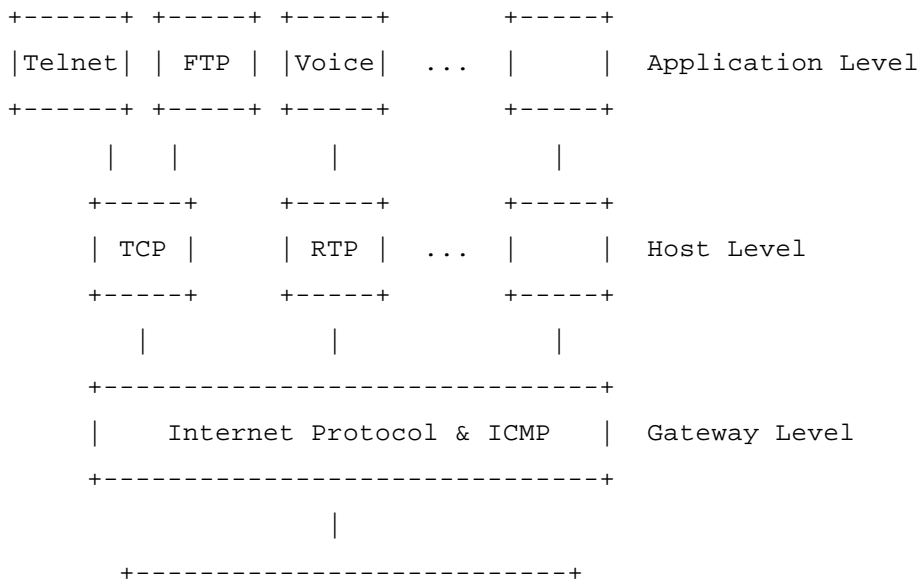 +------+ +-----+ +-----+       +-----+
|Telnet| | FTP | |Voice|  ...  |     |  Application Level
+------+ +-----+ +-----+       +-----+
      |   |         |             |
     +-----+     +-----+       +-----+
     | TCP |     | RTP |  ...  |     |  Host Level
     +-----+     +-----+       +-----+
        |           |             |
     +-------------------------------+
     |    Internet Protocol & ICMP   |  Gateway Level
     +-------------------------------+
                    |
       +---------------------------+